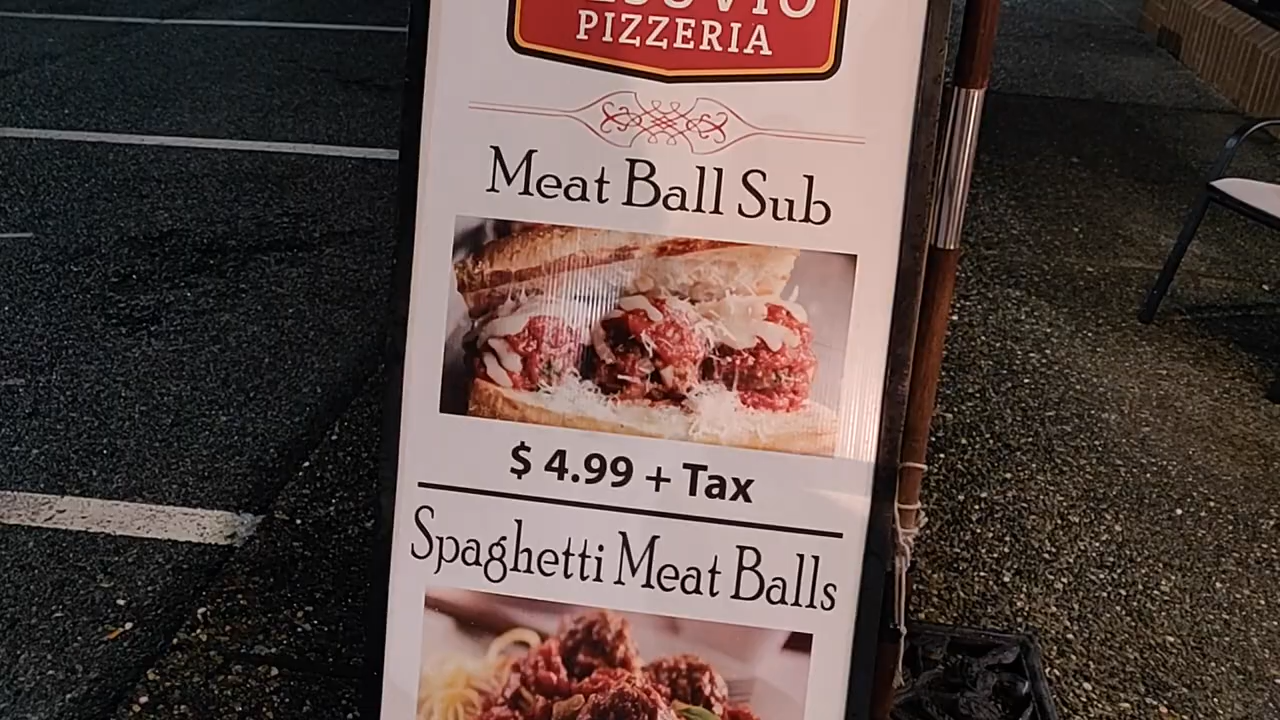 PIZZERIA
Meat Ball Sub
$ 4.99 + Tax
Spaghetti Meat Balls